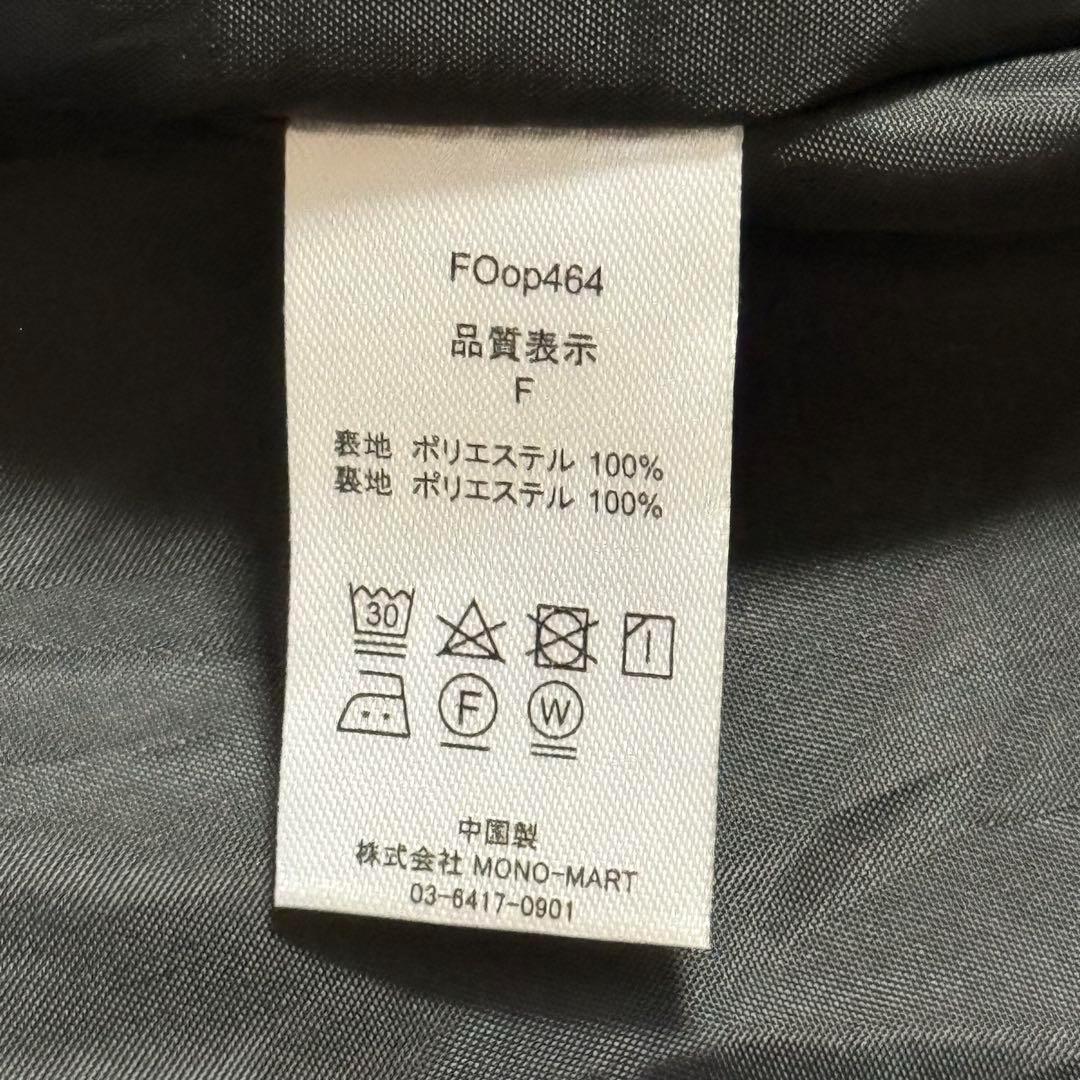 FOop464
品質表示
F
表地 ポリエステル 100%
裏地 ポリエステル 100%
30
F W
中国製
株式会社 MONO-MART
03-6417-0901